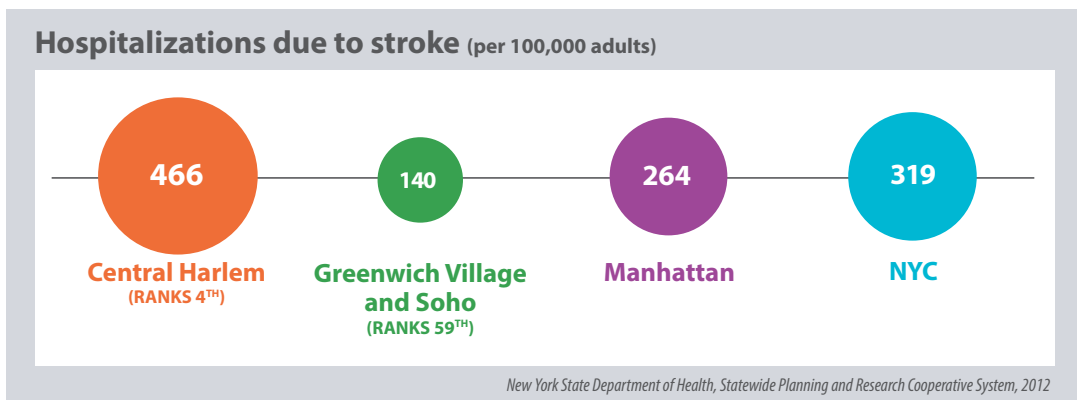 Hospitalizations due to stroke (per 100,000 adults)
466
140
264
319
Central Harlem
(RANKS 4TH)
Greenwich Village
and Soho
(RANKS 59TH)
Manhattan
NYC
New York State Department of Health, Statewide Planning and Research Cooperative System, 2012